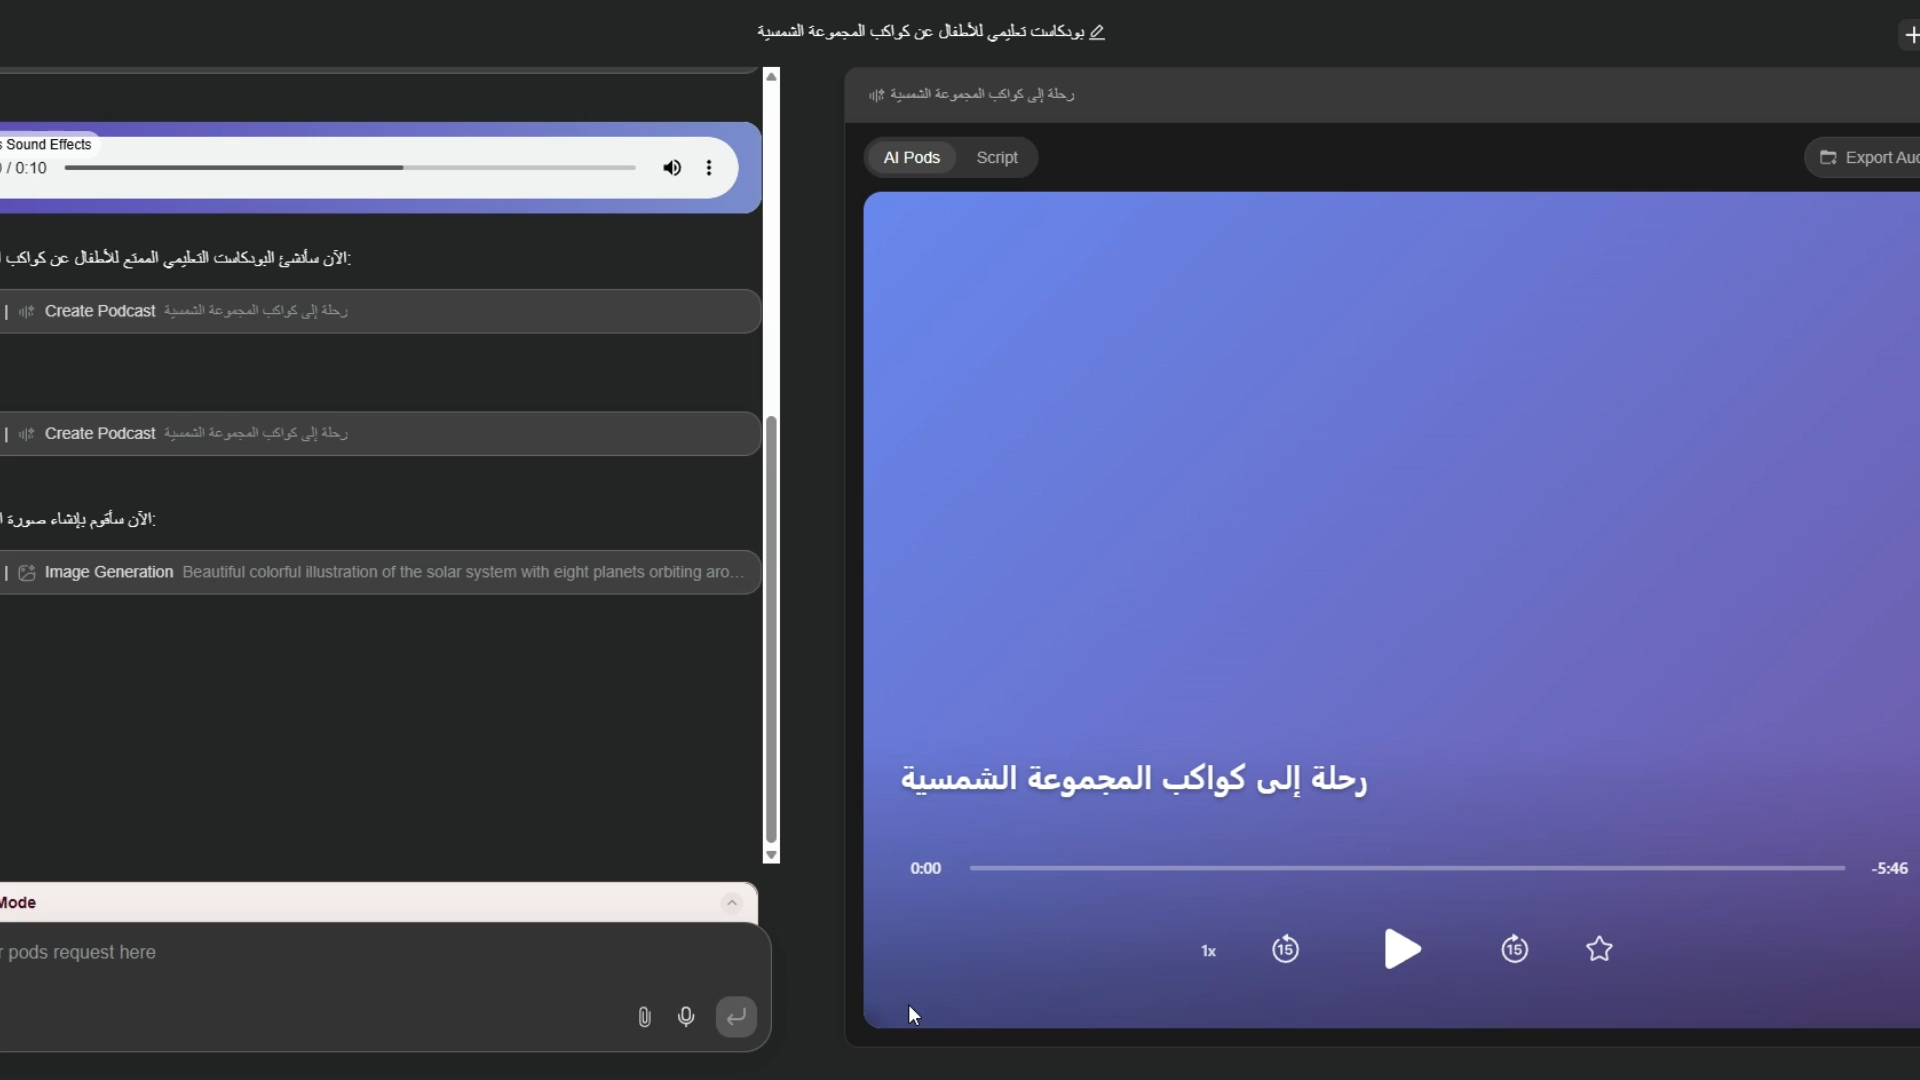 بودكاست تعليمي للأطفال عن كواكب المجموعة الشمسية
s Sound Effects
/ 0:10
الآن سأنشئ البودكاست التعليمي الممتع للأطفال عن كواكب:
| Create Podcast رحلة إلى كواكب المجموعة الشمسية
| Create Podcast رحلة إلى كواكب المجموعة الشمسية
الآن سأقوم بإنشاء صورة:
| Image Generation Beautiful colorful illustration of the solar system with eight planets orbiting aro...
Mode
r pods request here
رحلة إلى كواكب المجموعة الشمسية
AI Pods Script
Export Aud
رحلة إلى كواكب المجموعة الشمسية
0:00 -5:46
1x 15 15